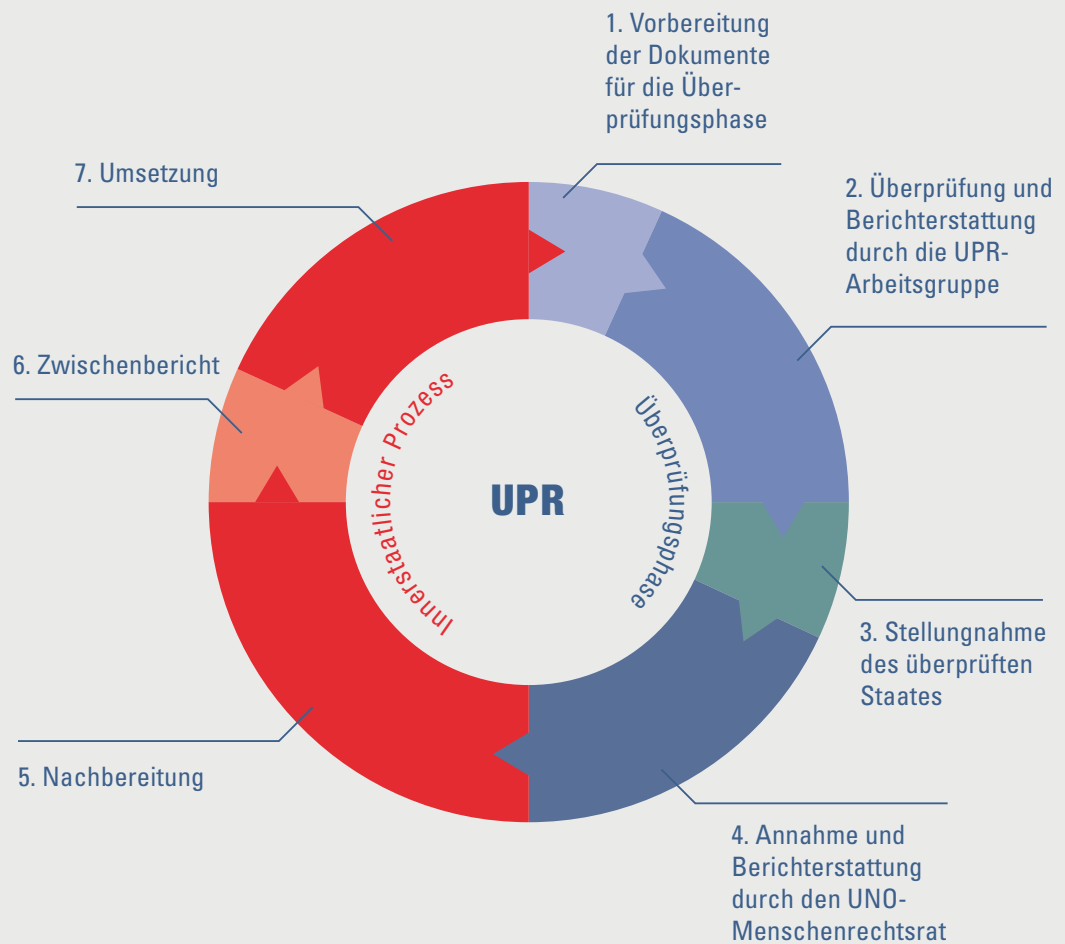 1. Vorbereitung
der Dokumente
für die Über-
prüfungsphase
2. Überprüfung und
Berichterstattung
durch die UPR-
Arbeitsgruppe
3. Stellungnahme
des überprüften
Staates
4. Annahme und
Berichterstattung
durch den UNO-
Menschenrechtsrat
5. Nachbereitung
6. Zwischenbericht
7. Umsetzung
Innerstaatlicher Prozess
UPR
Überprüfungsphase